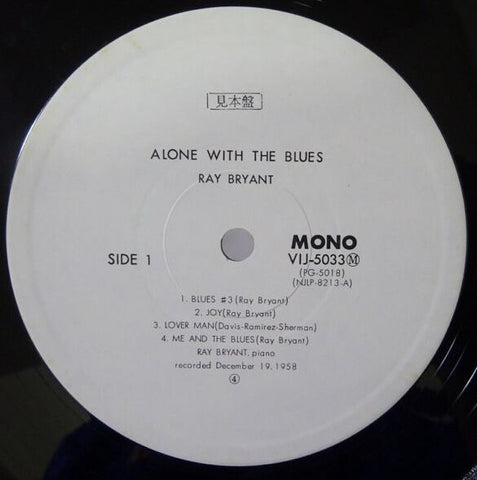 見本盤
ALONE WITH THE BLUES
RAY BRYANT
SIDE 1
MONO
VIJ-5033Ⓜ
(PG-5018)
(NJLP-8213-A)
1. BLUES #3(Ray Bryant)
2. JOY(Ray Bryant)
3. LOVER MAN(Davis-Ramirez-Sherman)
4. ME AND THE BLUES(Ray Bryant)
RAY BRYANT, piano
recorded December 19, 1958
④